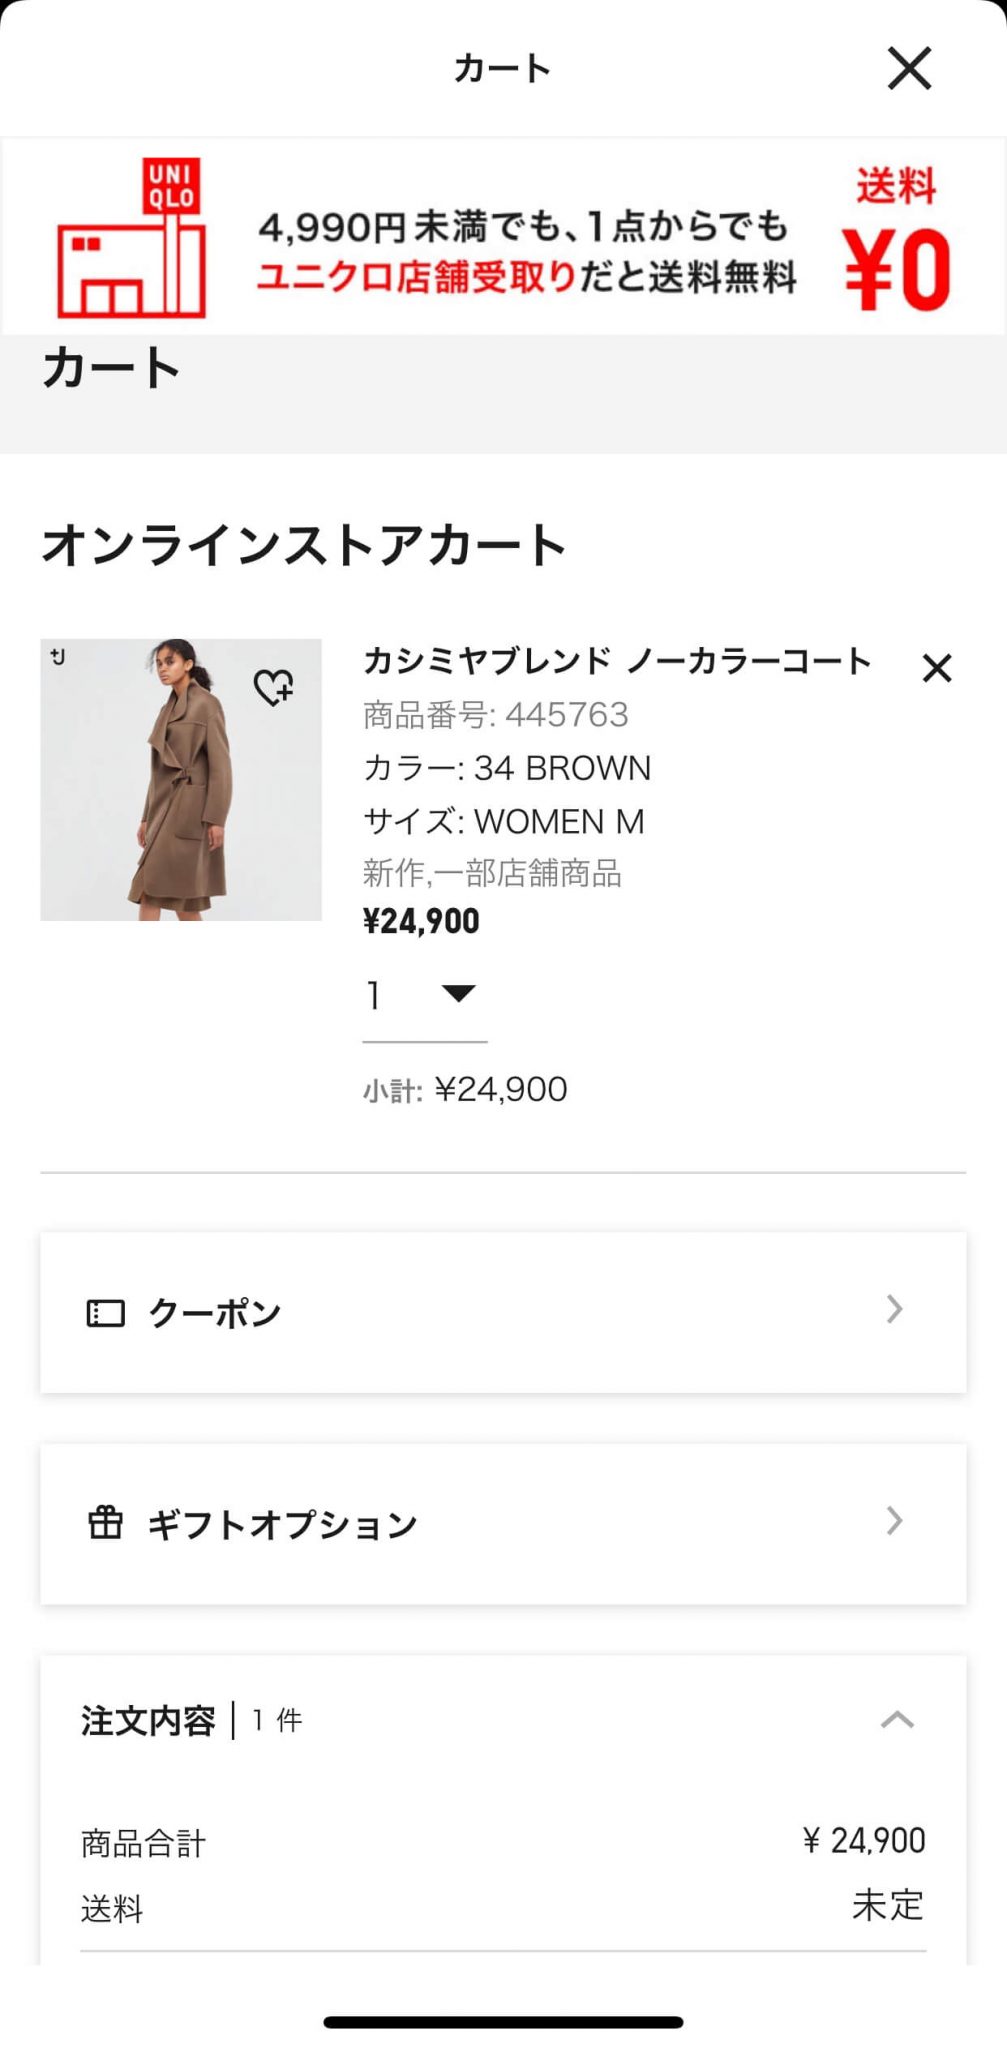 カート
UNI
QLO
4,990円未満でも、1点からでも
ユニクロ店舗受取りだと送料無料
送料
¥0
カート
オンラインストアカート
+J
カシミヤブレンド ノーカラーコート
商品番号: 445763
カラー: 34 BROWN
サイズ: WOMEN M
新作,一部店舗商品
¥24,900
1
小計: ¥24,900
クーポン
ギフトオプション
注文内容 | 1 件
商品合計 ¥ 24,900
送料 未定